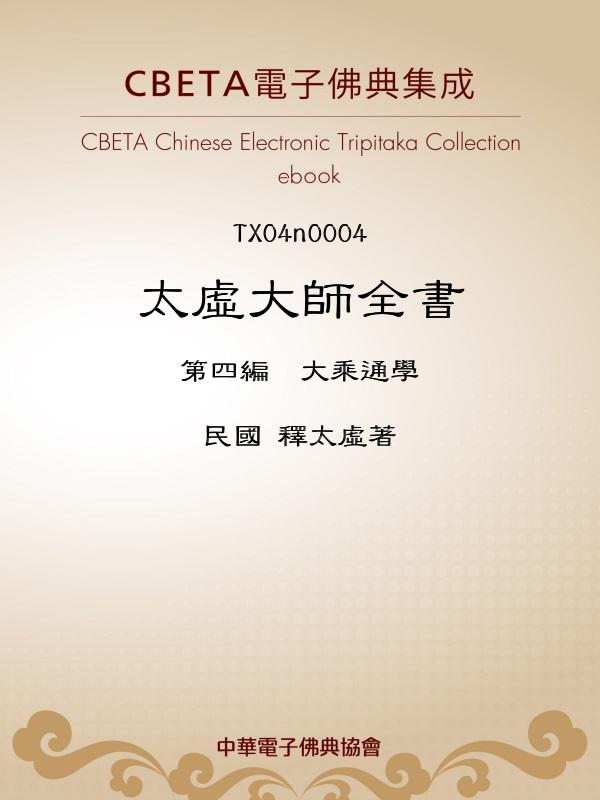 CBETA電子佛典集成
CBETA Chinese Electronic Tripitaka Collection
ebook
TX04n0004
太虛大師全書
第四編　大乘通學
民國 釋太虛著
中華電子佛典協會